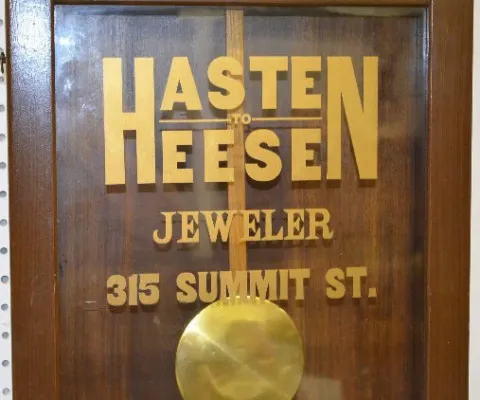 HASTEN
TO
HEESEN
JEWELER
315 SUMMIT ST.